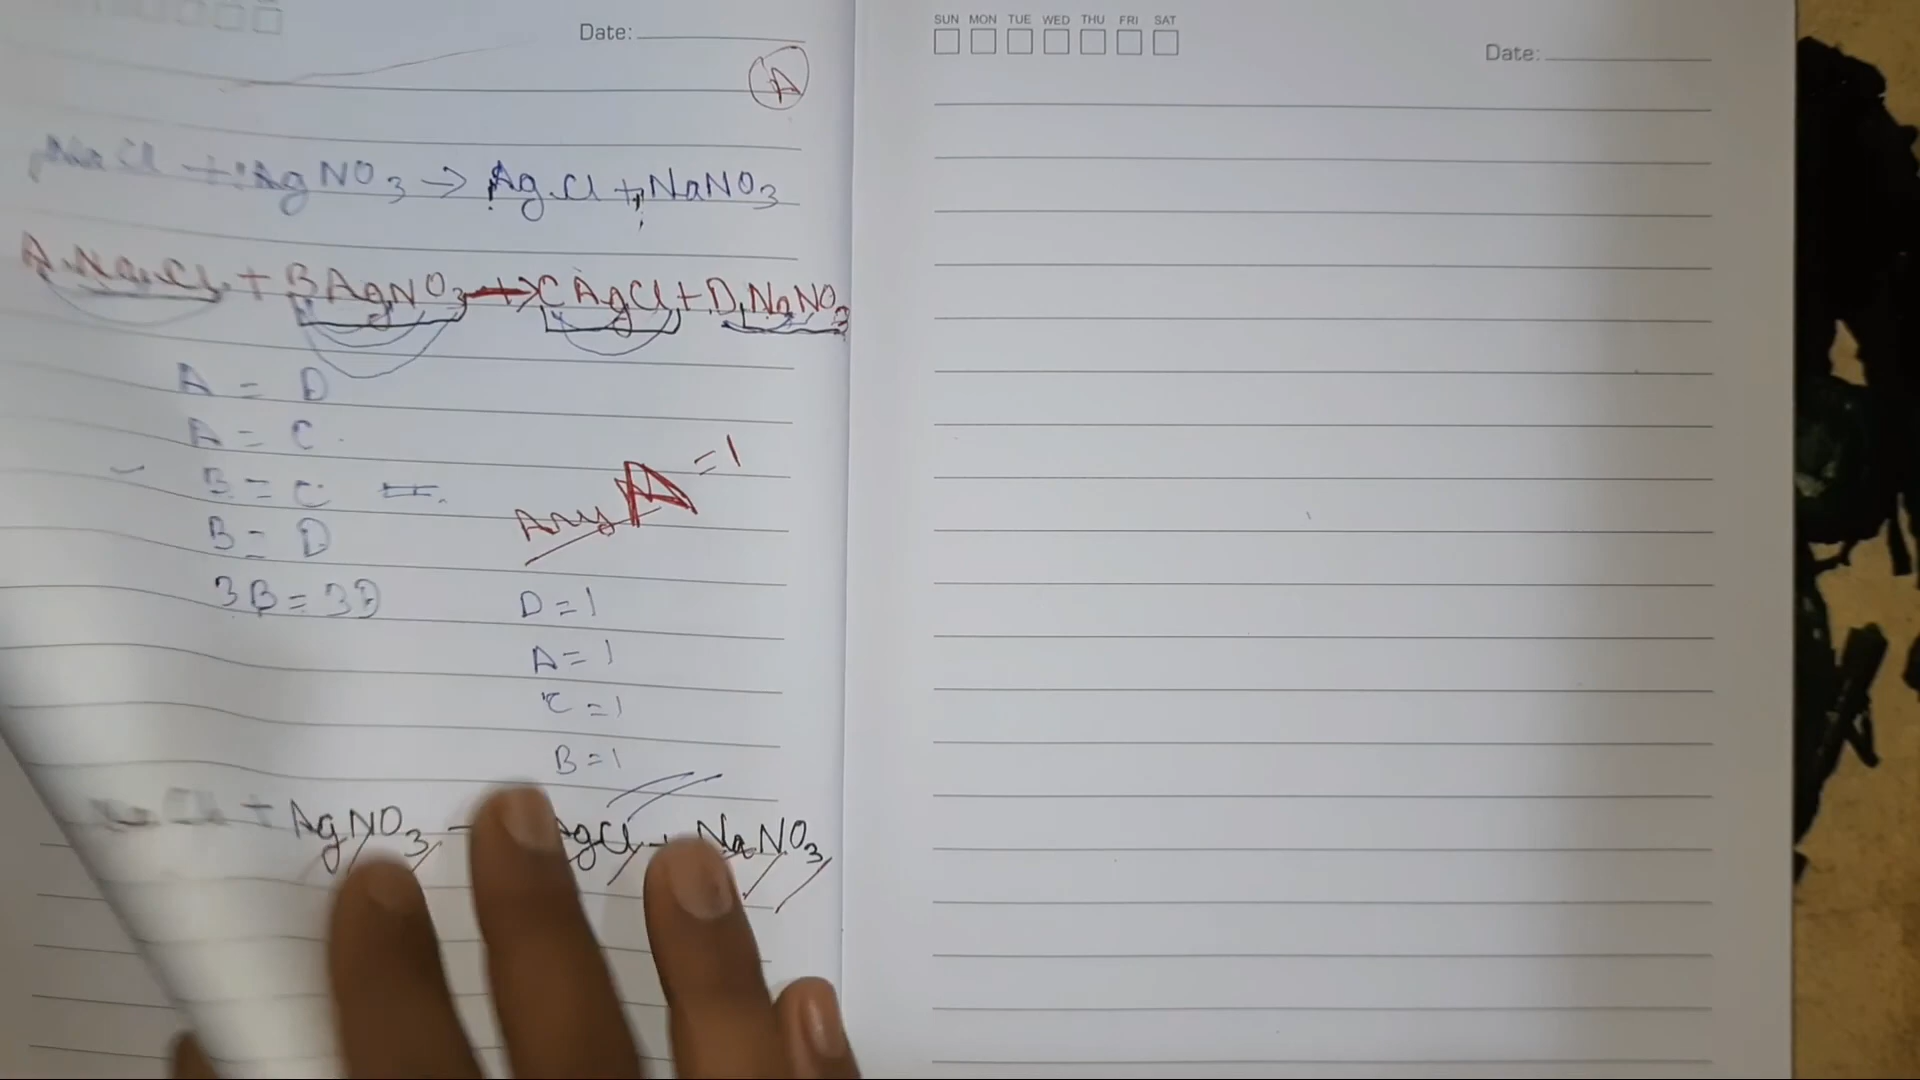 Date:
A
NaCl + AgNO3 → AgCl + NaNO3
A NaCl + B AgNO3 → C AgCl + D NaNO3
A = D
A = C
B = C
B = D
3B = 3D
Any A = 1
D = 1
A = 1
C = 1
B = 1
NaCl + AgNO3 → AgCl + NaNO3
SUN MON TUE WED THU FRI SAT
Date: